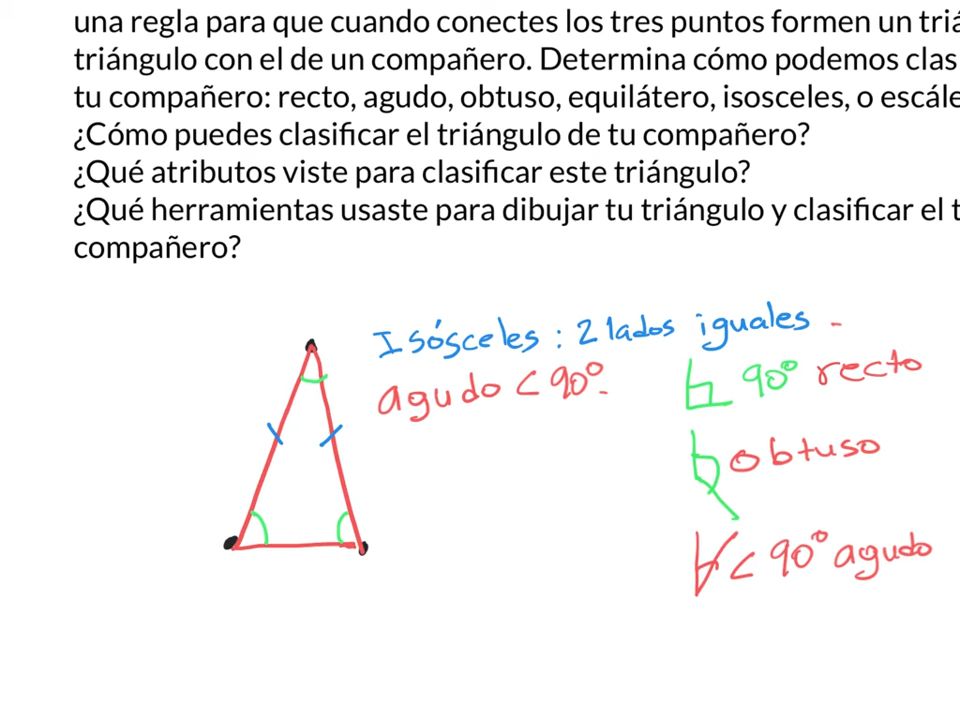 una regla para que cuando conectes los tres puntos formen un triá
triángulo con el de un compañero. Determina cómo podemos clas
tu compañero: recto, agudo, obtuso, equilátero, isosceles, o escále
¿Cómo puedes clasificar el triángulo de tu compañero?
¿Qué atributos viste para clasificar este triángulo?
¿Qué herramientas usaste para dibujar tu triángulo y clasificar el t
compañero?
Isósceles: 2 lados iguales
agudo < 90°.
90° recto
obtuso
< 90° agudo